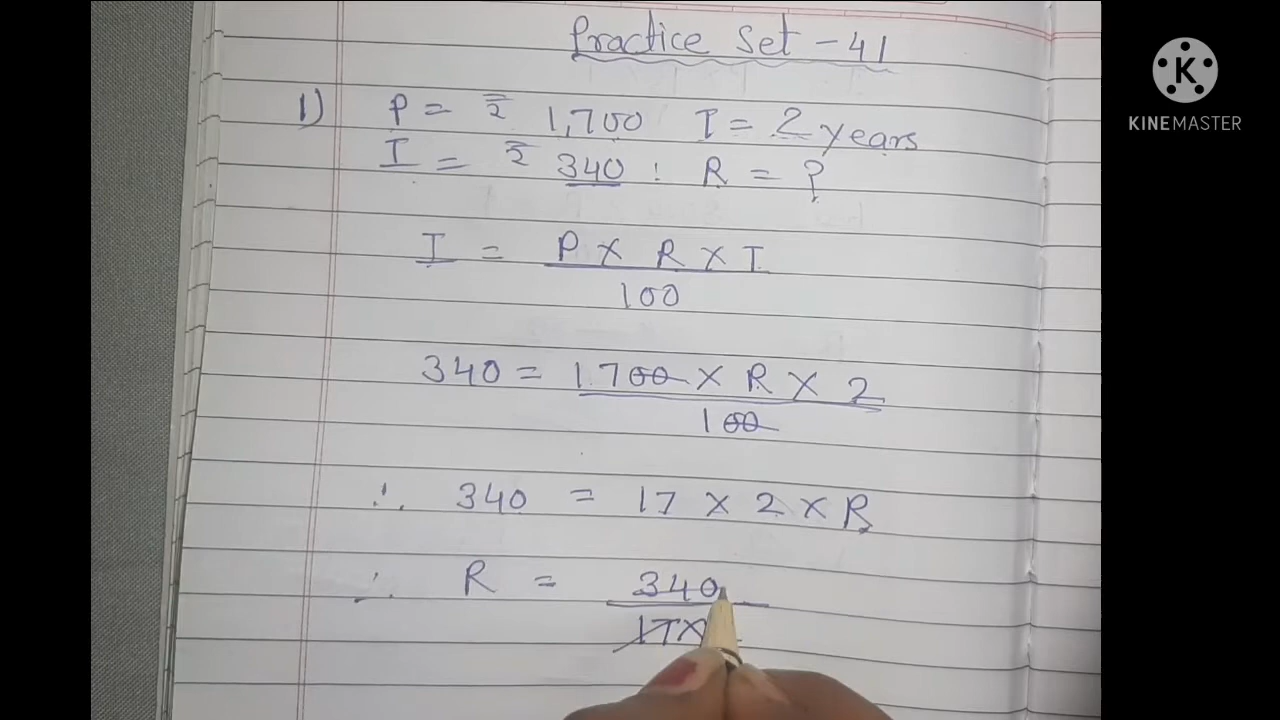 Practice Set - 41
1) P = ₹ 1,700 T = 2 years
I = ₹ 340 : R = ?
I = P × R × T
100
340 = 1700 × R × 2
100
∴ 340 = 17 × 2 × R
∴ R = 340
17 ×
K
KINEMASTER